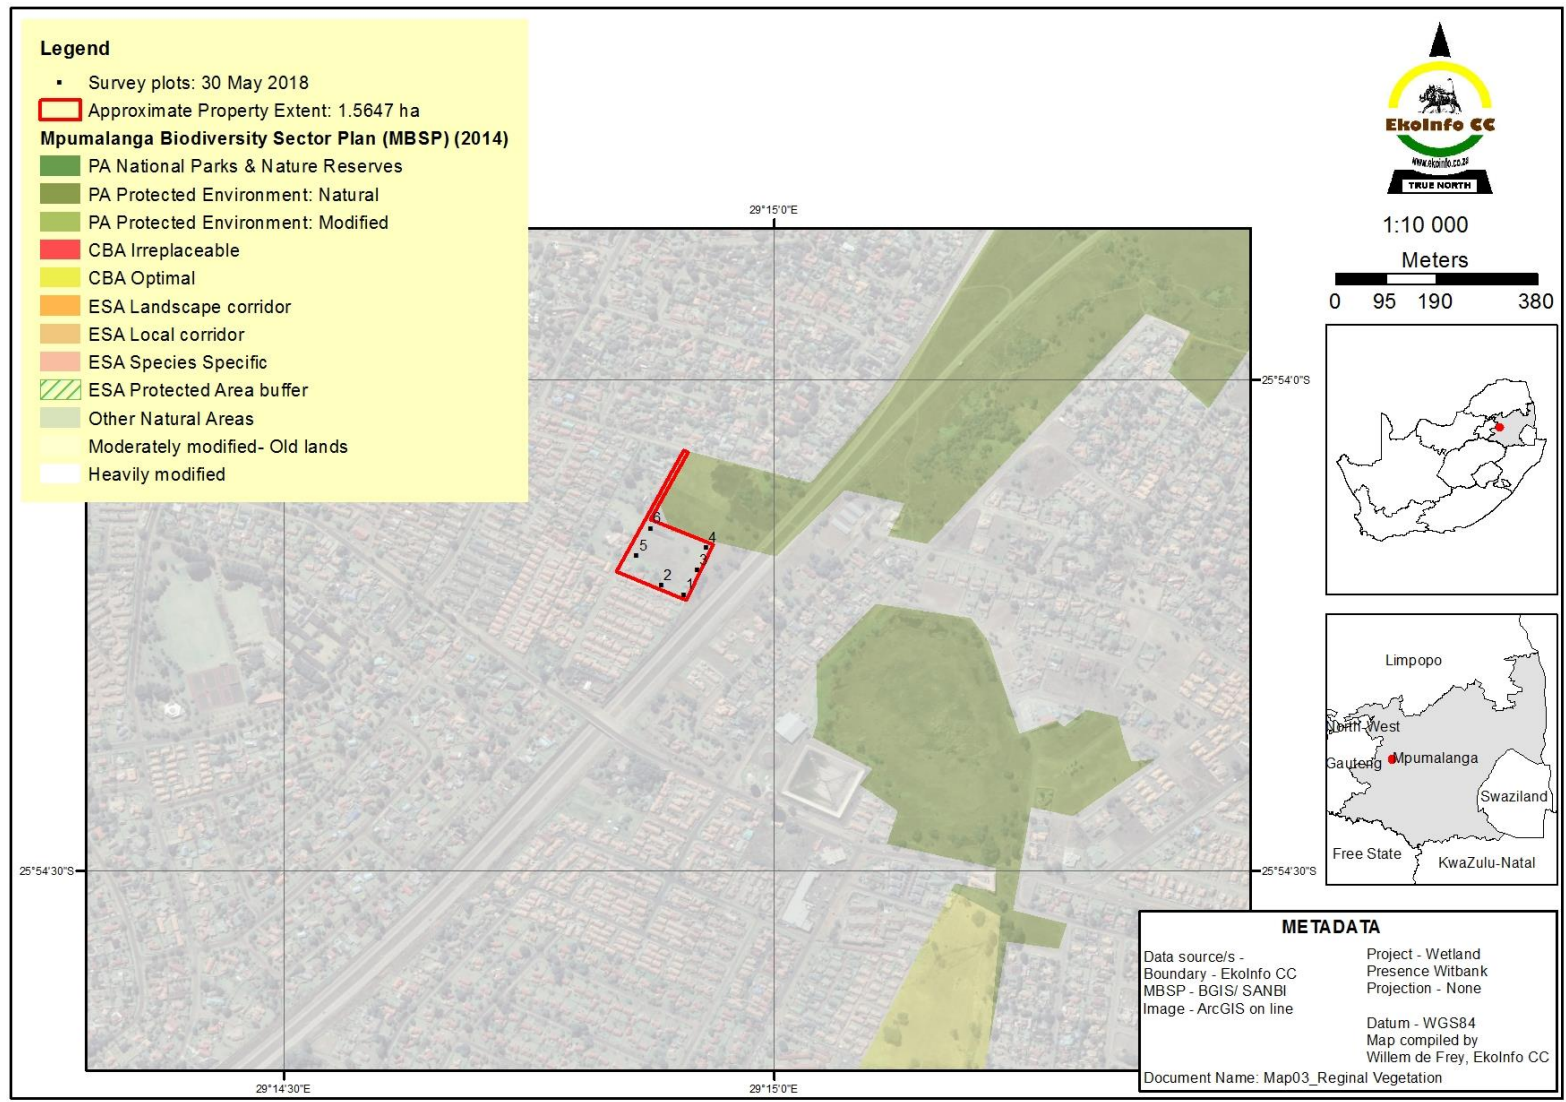 Legend
Survey plots: 30 May 2018
Approximate Property Extent: 1.5647 ha
Mpumalanga Biodiversity Sector Plan (MBSP) (2014)
PA National Parks & Nature Reserves
PA Protected Environment: Natural
PA Protected Environment: Modified
CBA Irreplaceable
CBA Optimal
ESA Landscape corridor
ESA Local corridor
ESA Species Specific
ESA Protected Area buffer
Other Natural Areas
Moderately modified- Old lands
Heavily modified
EkoInfo CC
www.ekoinfo.co.za
TRUE NORTH
1:10 000
Meters
0 95 190 380
29°15'0"E
25°54'0"S
6
4
5
3
2
1
25°54'30"S
25°54'30"S
29°14'30"E
29°15'0"E
Limpopo
North-West
Gauteng
Mpumalanga
Swaziland
Free State
KwaZulu-Natal
METADATA
Data source/s -
Boundary - EkoInfo CC
MBSP - BGIS/ SANBI
Image - ArcGIS on line
Project - Wetland
Presence Witbank
Projection - None
Datum - WGS84
Map compiled by
Willem de Frey, EkoInfo CC
Document Name: Map03_Reginal Vegetation